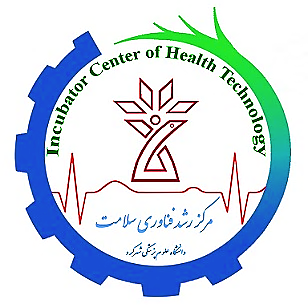 Incubator Center of Health Technology
مرکز رشد فناوری سلامت
دانشگاه علوم پزشکی شهرکرد